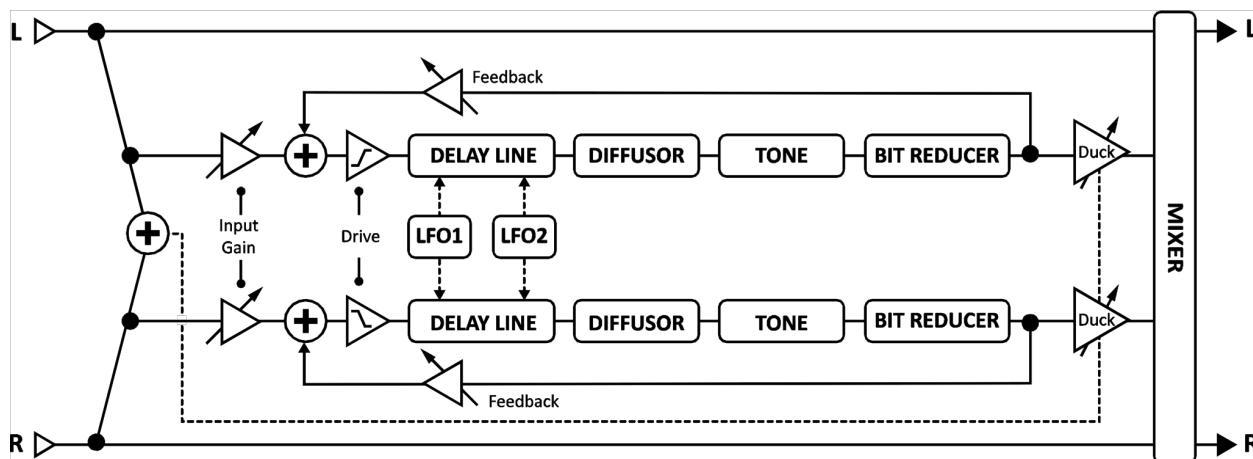 L
L
Feedback
DELAY LINE
DIFFUSOR
TONE
BIT REDUCER
Duck
Input
Gain
Drive
LFO1
LFO2
MIXER
DELAY LINE
DIFFUSOR
TONE
BIT REDUCER
Duck
Feedback
R
R